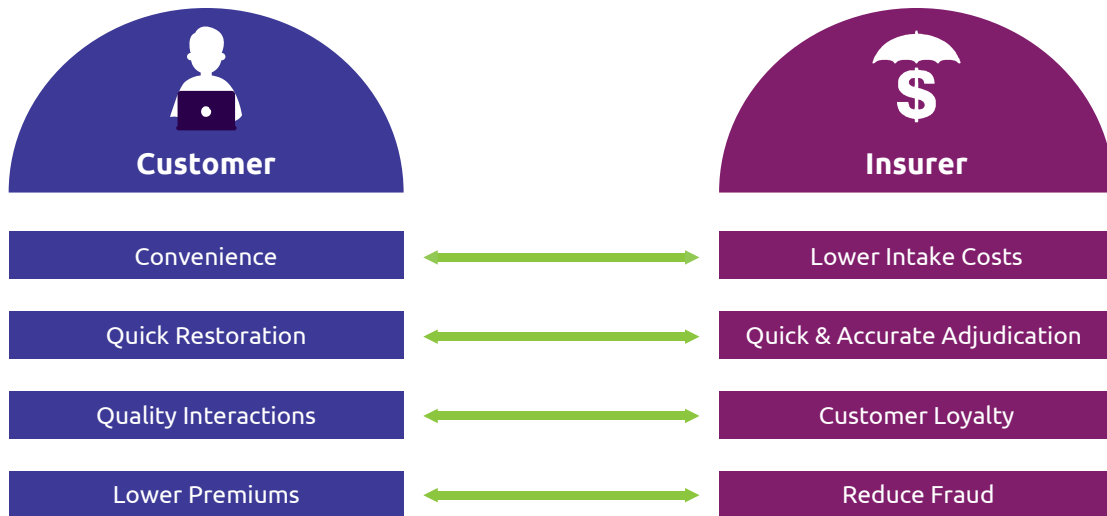 Customer
Insurer
Convenience
Lower Intake Costs
Quick Restoration
Quick & Accurate Adjudication
Quality Interactions
Customer Loyalty
Lower Premiums
Reduce Fraud